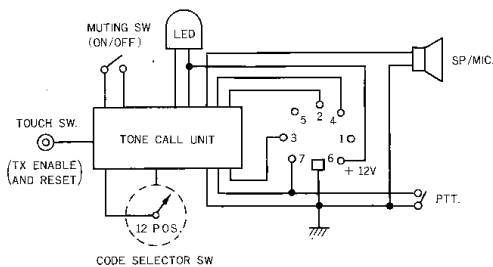 MUTING SW
(ON/OFF)
LED
SP/MIC.
TOUCH SW.
(TX ENABLE)
(AND RESET)
TONE CALL UNIT
5
2
4
3
1
7
6
+ 12V
PTT.
12 POS.
CODE SELECTOR SW